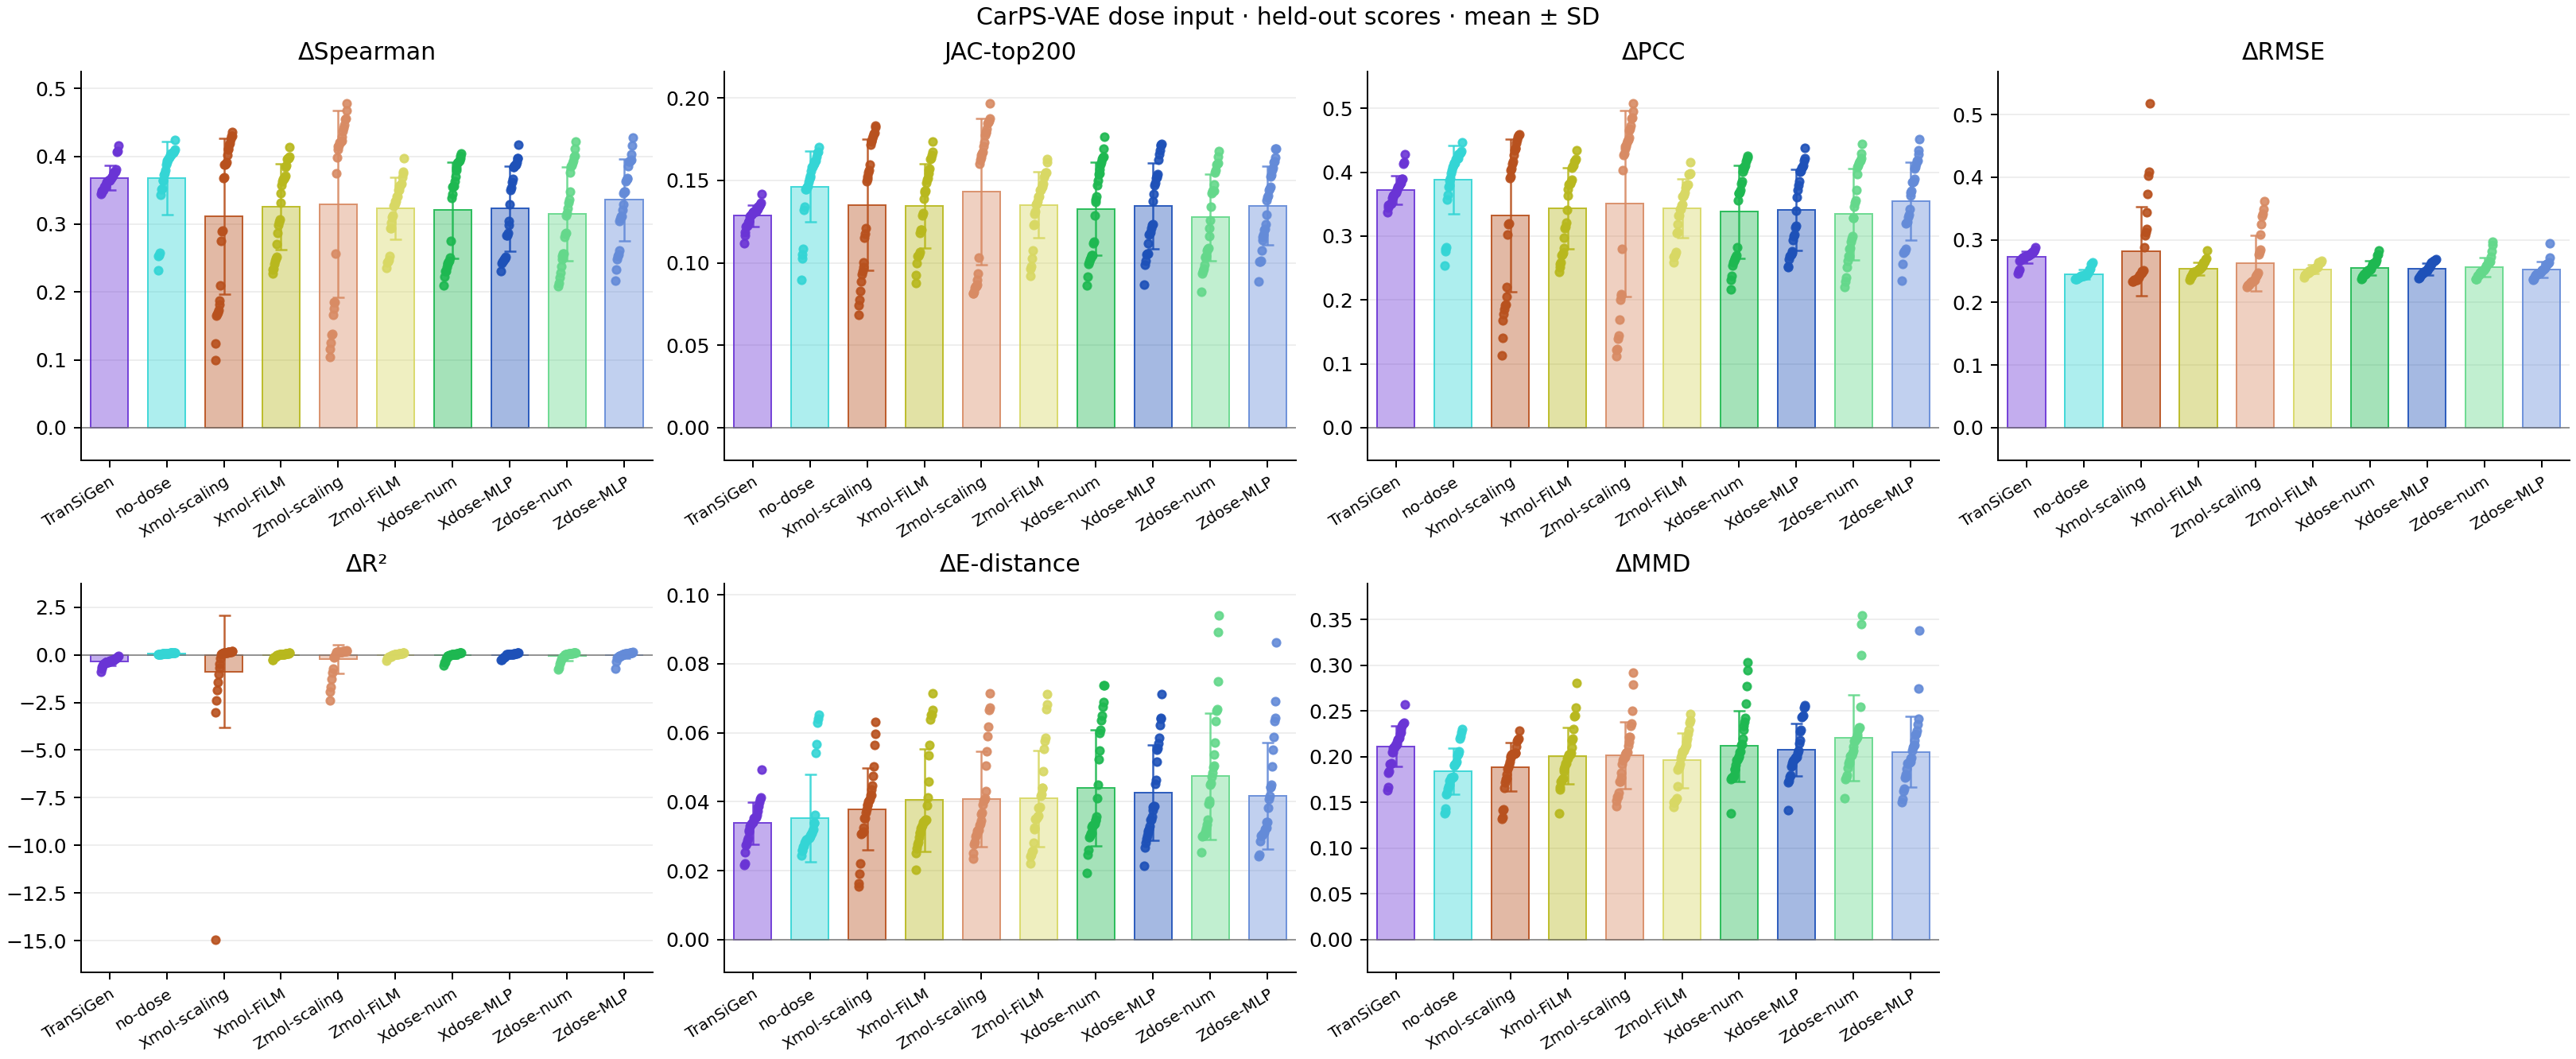 CarPS-VAE dose input · held-out scores · mean ± SD
ΔSpearman
0.5
0.4
0.3
0.2
0.1
0.0
TranSiGen
no-dose
Xmol-scaling
Xmol-FiLM
Zmol-scaling
Zmol-FiLM
Xdose-num
Xdose-MLP
Zdose-num
Zdose-MLP
JAC-top200
0.20
0.15
0.10
0.05
0.00
TranSiGen
no-dose
Xmol-scaling
Xmol-FiLM
Zmol-scaling
Zmol-FiLM
Xdose-num
Xdose-MLP
Zdose-num
Zdose-MLP
ΔPCC
0.5
0.4
0.3
0.2
0.1
0.0
TranSiGen
no-dose
Xmol-scaling
Xmol-FiLM
Zmol-scaling
Zmol-FiLM
Xdose-num
Xdose-MLP
Zdose-num
Zdose-MLP
ΔRMSE
0.5
0.4
0.3
0.2
0.1
0.0
TranSiGen
no-dose
Xmol-scaling
Xmol-FiLM
Zmol-scaling
Zmol-FiLM
Xdose-num
Xdose-MLP
Zdose-num
Zdose-MLP
ΔR²
2.5
0.0
−2.5
−5.0
−7.5
−10.0
−12.5
−15.0
TranSiGen
no-dose
Xmol-scaling
Xmol-FiLM
Zmol-scaling
Zmol-FiLM
Xdose-num
Xdose-MLP
Zdose-num
Zdose-MLP
ΔE-distance
0.10
0.08
0.06
0.04
0.02
0.00
TranSiGen
no-dose
Xmol-scaling
Xmol-FiLM
Zmol-scaling
Zmol-FiLM
Xdose-num
Xdose-MLP
Zdose-num
Zdose-MLP
ΔMMD
0.35
0.30
0.25
0.20
0.15
0.10
0.05
0.00
TranSiGen
no-dose
Xmol-scaling
Xmol-FiLM
Zmol-scaling
Zmol-FiLM
Xdose-num
Xdose-MLP
Zdose-num
Zdose-MLP